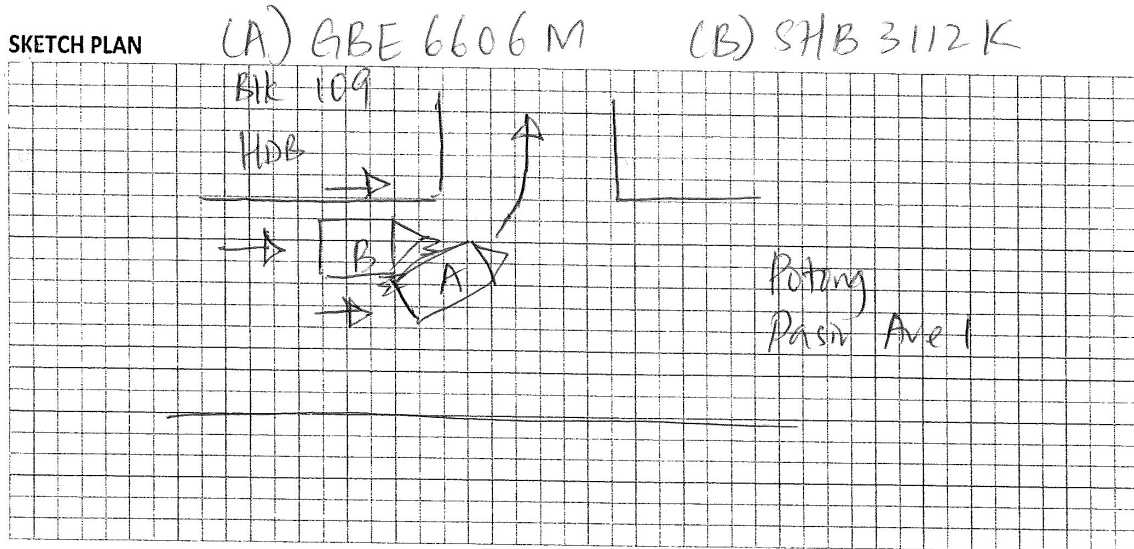 SKETCH PLAN (A) GBE 6606 M (B) SHB 3112 K
Blk 109
HDB
B
A
Potong
Pasir Ave 1